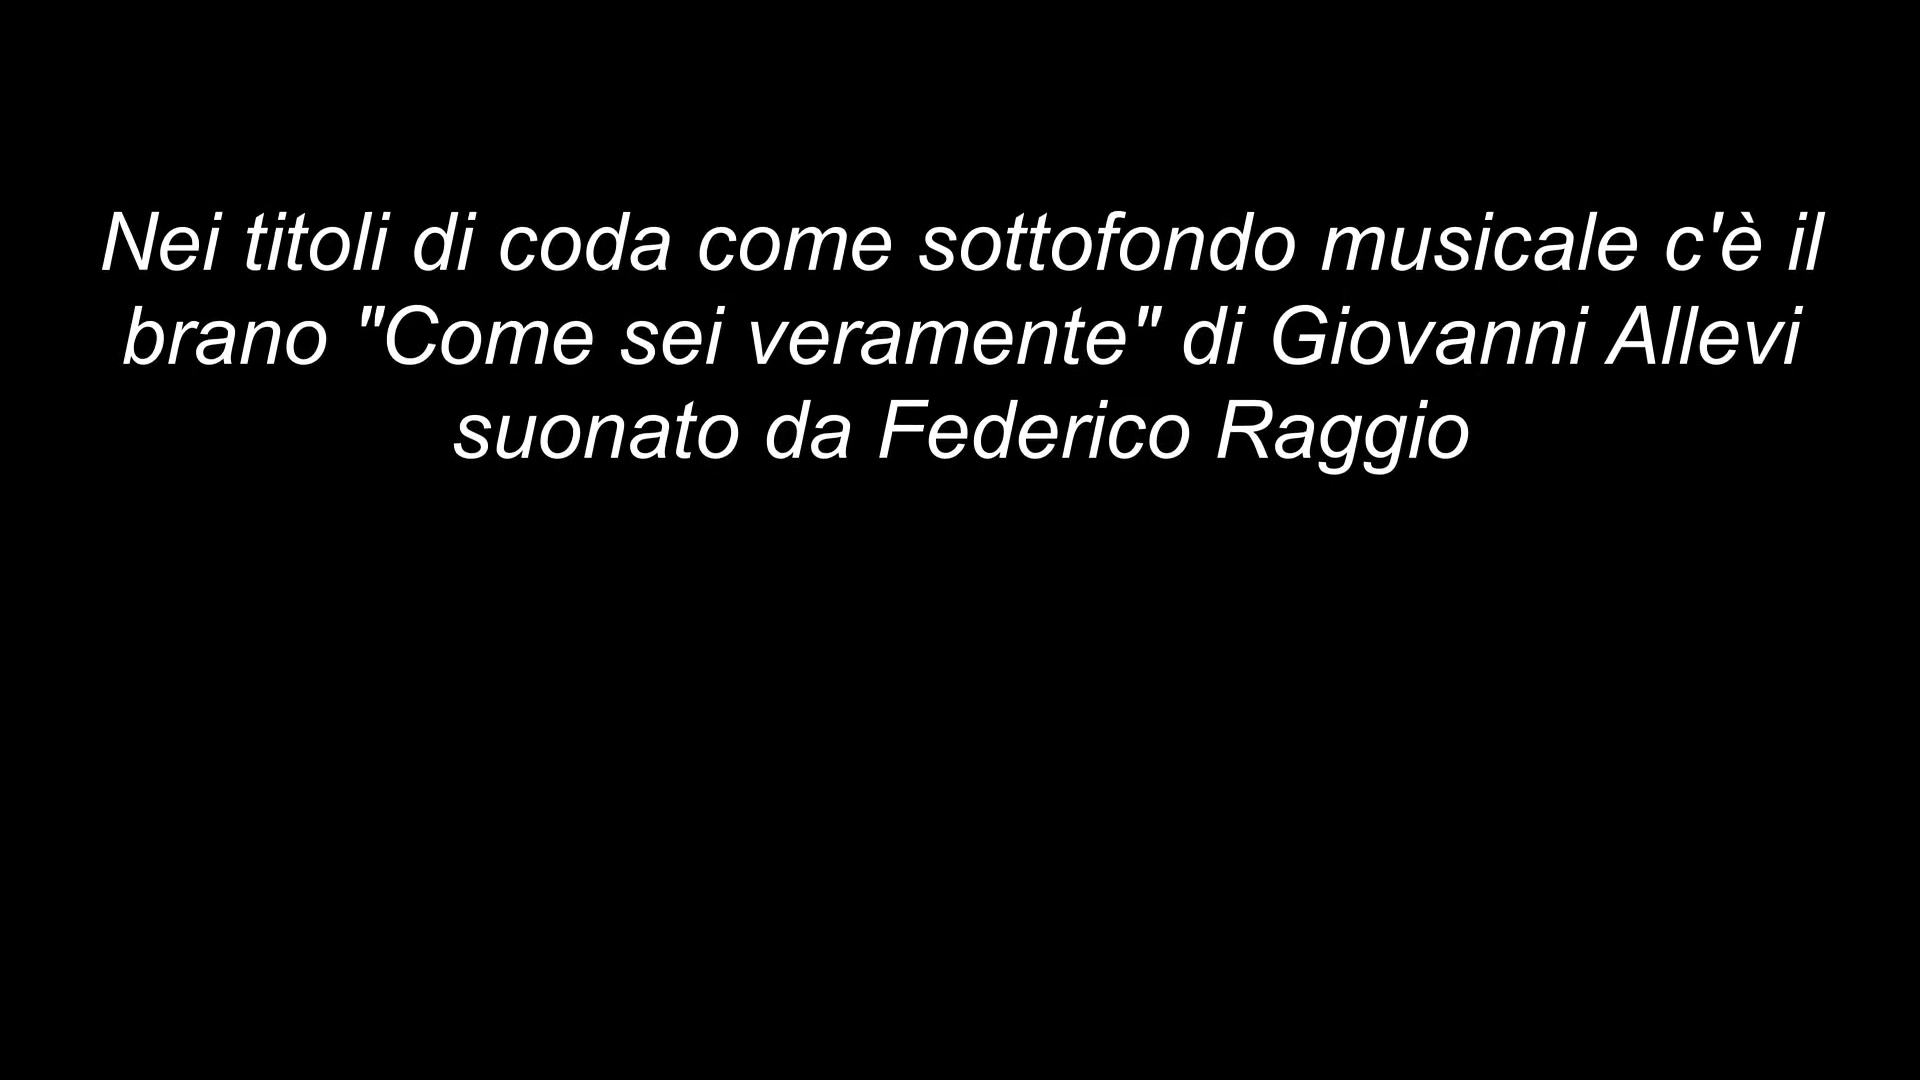 Nei titoli di coda come sottofondo musicale c'è il
brano "Come sei veramente" di Giovanni Allevi
suonato da Federico Raggio